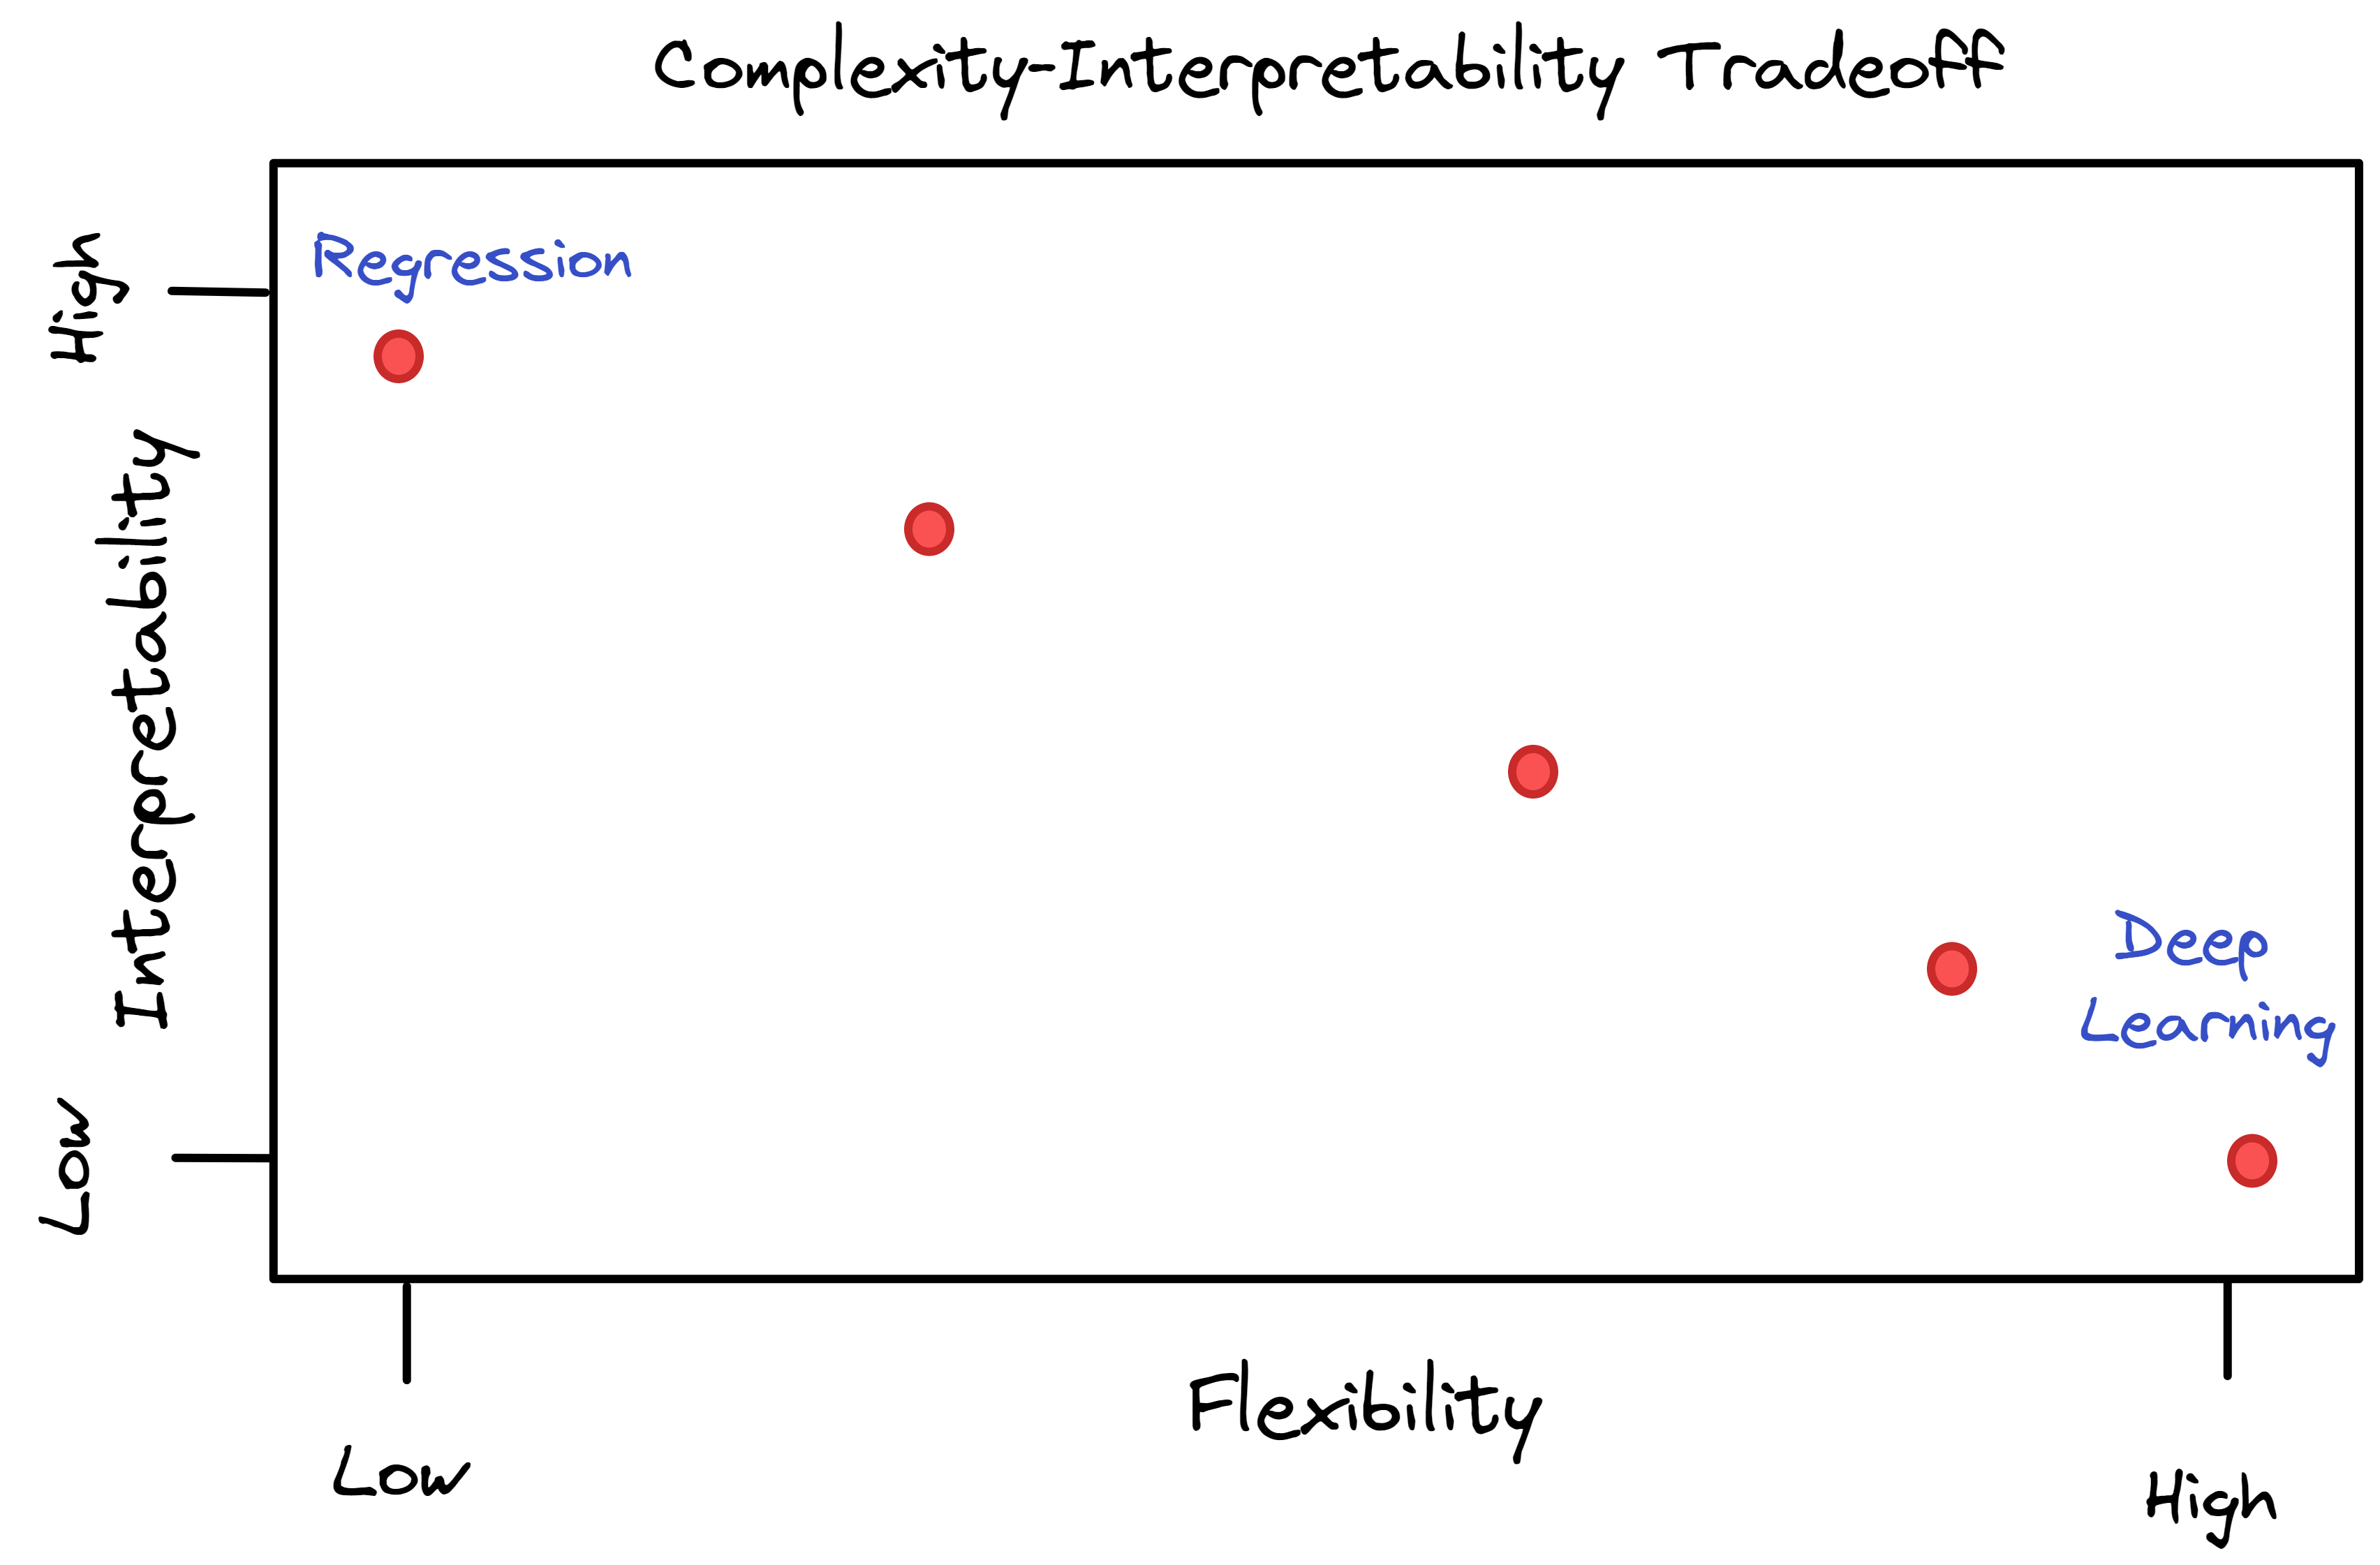 Complexity-Interpretability Tradeoff
High
Regression
Interpretability
Deep
Learning
Low
Flexibility
Low
High